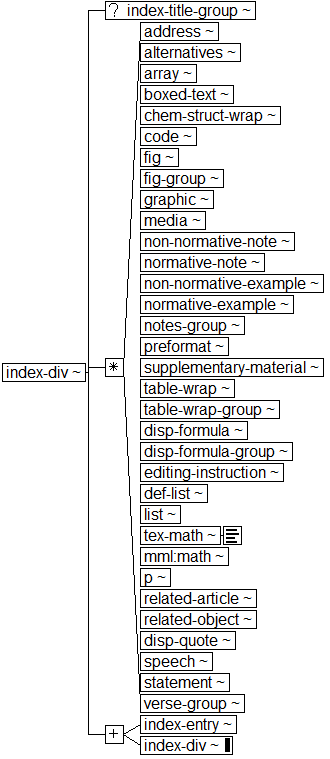 ? index-title-group ~
address ~
alternatives ~
array ~
boxed-text ~
chem-struct-wrap ~
code ~
fig ~
fig-group ~
graphic ~
media ~
non-normative-note ~
normative-note ~
non-normative-example ~
normative-example ~
notes-group ~
preformat ~
index-div ~ * supplementary-material ~
table-wrap ~
table-wrap-group ~
disp-formula ~
disp-formula-group ~
editing-instruction ~
def-list ~
list ~
tex-math ~
mml:math ~
p ~
related-article ~
related-object ~
disp-quote ~
speech ~
statement ~
verse-group ~
+ index-entry ~
index-div ~